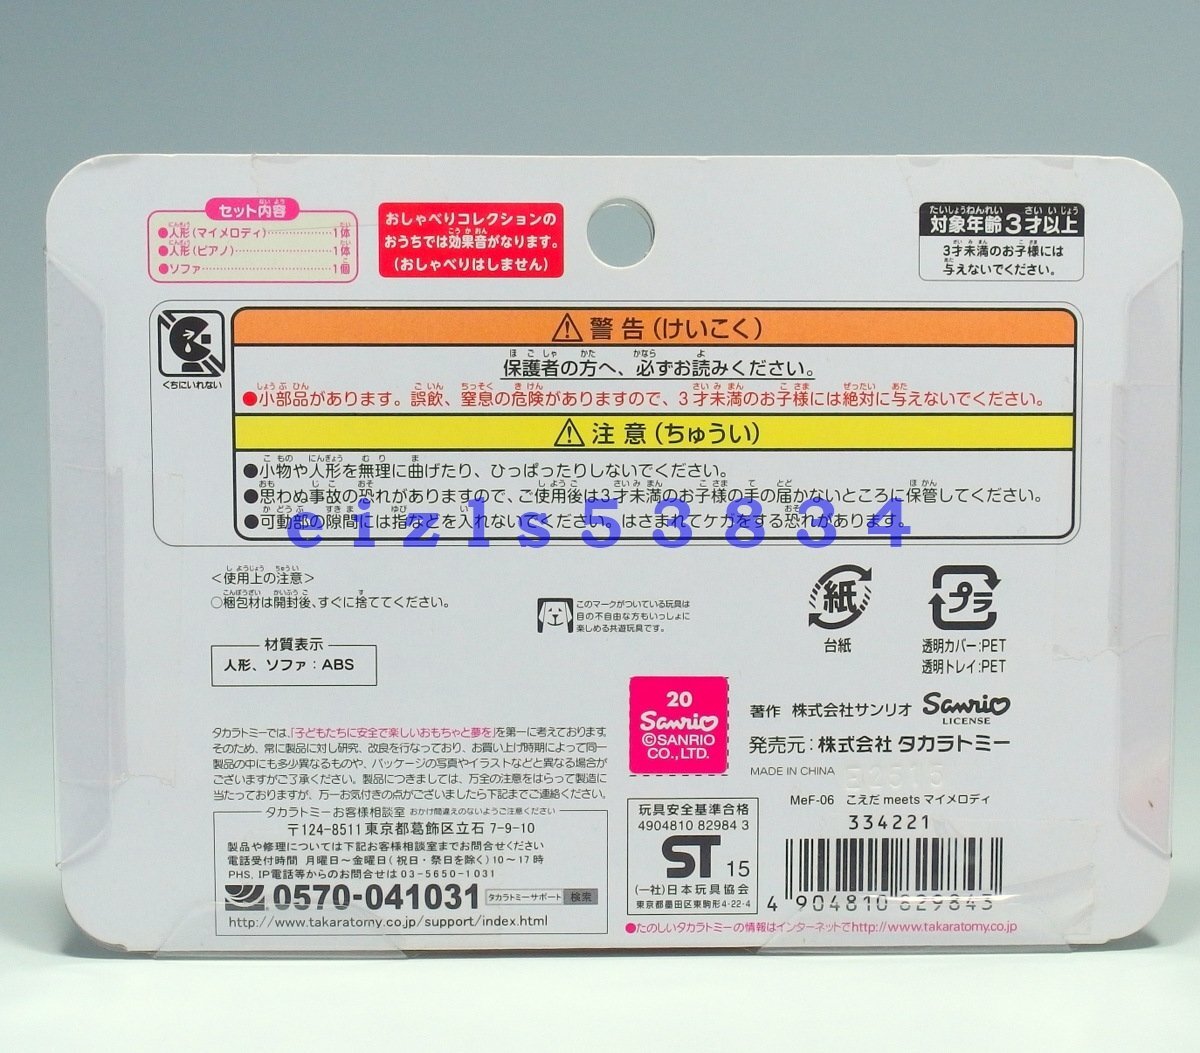 セット内容
●人形(マイメロディ)……………1体
●人形(ピアノ)……………1体
●ソファ……………1個
おしゃべりコレクションの
おうちでは効果音がなります。
(おしゃべりはしません)
対象年齢3才以上
3才未満のお子様には
与えないでください。
くちにいれない
⚠警告(けいこく)
保護者の方へ、必ずお読みください。
●小部品があります。誤飲、窒息の危険がありますので、3才未満のお子様には絶対に与えないでください。
⚠注意(ちゅうい)
●小物や人形を無理に曲げたり、ひっぱったりしないでください。
●思わぬ事故の恐れがありますので、ご使用後は3才未満のお子様の手の届かないところに保管してください。
●可動部の隙間には指などを入れないでください。はさまれてケガをする恐れがあります。
eizls53834
<使用上の注意>
○梱包材は開封後、すぐに捨ててください。
このマークがついている玩具は
目の不自由な方もいっしょに
楽しめる共遊玩具です。
紙
台紙
プラ
透明カバー:PET
透明トレイ:PET
材質表示
人形、ソファ:ABS
20
Sanrio
©SANRIO
CO., LTD.
著作 株式会社サンリオ Sanrio
LICENSE
発売元:株式会社 タカラトミー
MADE IN CHINA
MeF-06 こえだ meets マイメロディ
334221
タカラトミーでは、「子どもたちに安全で楽しいおもちゃと夢を」を第一に考えております
そのため、常に製品に対し研究、改良を行なっており、お買い上げ時期によって同一
製品の中にも多少異なるものや、パッケージの写真やイラストなどと異なる場合が
ございますがご了承ください。製品につきましては、万全の注意をはらって製造に
当たっておりますが、万一お気付きの点がございましたら下記までご連絡ください。
タカラトミーお客様相談室 おかけ間違えのないようご注意ください
〒124-8511 東京都葛飾区立石 7-9-10
製品や修理については下記お客様相談室までお問合せください
電話受付時間 月曜日〜金曜日(祝日・祭日を除く)10〜17時
PHS、IP電話等からのお問合せは 03-5650-1031
0570-041031 タカラトミーサポート 検索
http://www.takaratomy.co.jp/support/index.html
玩具安全基準合格
4904810 82984 3
ST 15
(一社)日本玩具協会
東京都墨田区東駒形4-22-4
4 904810 829843
●たのしいタカラトミーの情報はインターネットでhttp://www.takaratomy.co.jp